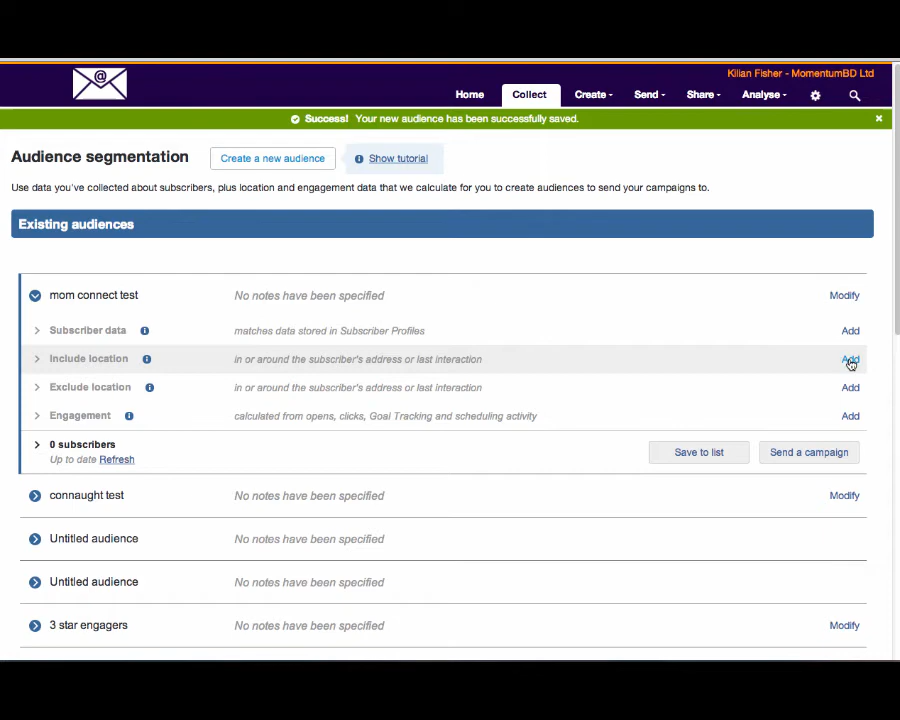 Kilian Fisher - MomentumBD Ltd
@
Home Collect Create Send Share Analyse
Success! Your new audience has been successfully saved.
Audience segmentation Create a new audience Show tutorial
Use data you've collected about subscribers, plus location and engagement data that we calculate for you to create audiences to send your campaigns to.
Existing audiences
mom connect test No notes have been specified Modify
Subscriber data matches data stored in Subscriber Profiles Add
Include location in or around the subscriber's address or last interaction Add
Exclude location in or around the subscriber's address or last interaction Add
Engagement calculated from opens, clicks, Goal Tracking and scheduling activity Add
0 subscribers
Up to date Refresh Save to list Send a campaign
connaught test No notes have been specified Modify
Untitled audience No notes have been specified
Untitled audience No notes have been specified
3 star engagers No notes have been specified Modify